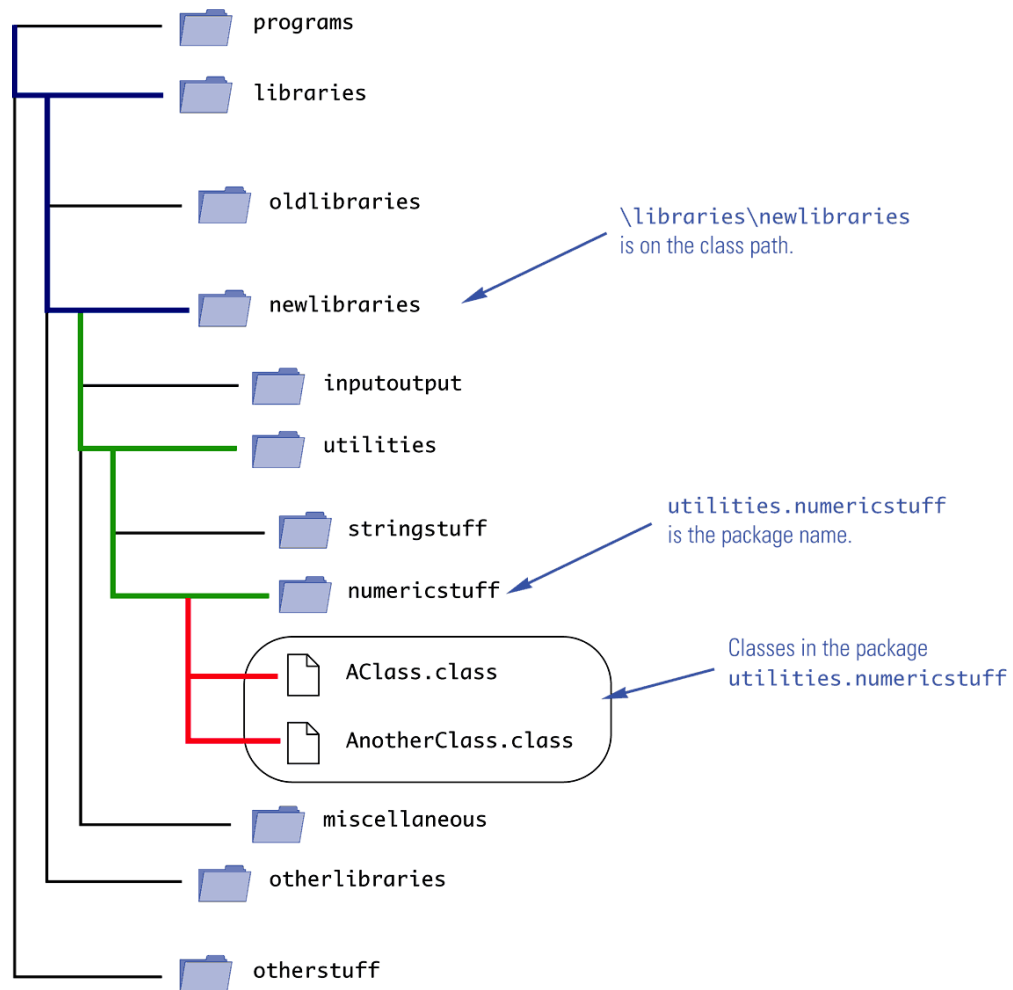 programs
libraries
oldlibraries
\libraries\newlibraries
is on the class path.
newlibraries
inputoutput
utilities
utilities.numericstuff
is the package name.
stringstuff
numericstuff
Classes in the package
utilities.numericstuff
AClass.class
AnotherClass.class
miscellaneous
otherlibraries
otherstuff